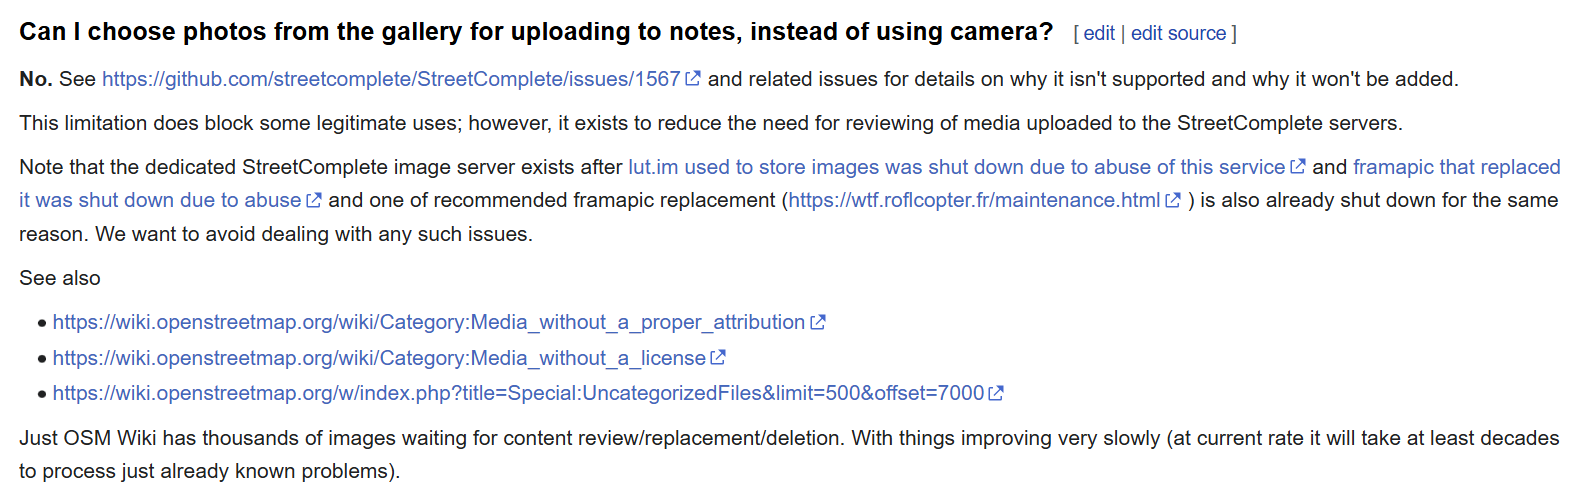 Can I choose photos from the gallery for uploading to notes, instead of using camera? [ edit | edit source ]
No. See https://github.com/streetcomplete/StreetComplete/issues/1567 and related issues for details on why it isn't supported and why it won't be added.
This limitation does block some legitimate uses; however, it exists to reduce the need for reviewing of media uploaded to the StreetComplete servers.
Note that the dedicated StreetComplete image server exists after lut.im used to store images was shut down due to abuse of this service and framapic that replaced
it was shut down due to abuse and one of recommended framapic replacement (https://wtf.roflcopter.fr/maintenance.html ) is also already shut down for the same
reason. We want to avoid dealing with any such issues.
See also
• https://wiki.openstreetmap.org/wiki/Category:Media_without_a_proper_attribution
• https://wiki.openstreetmap.org/wiki/Category:Media_without_a_license
• https://wiki.openstreetmap.org/w/index.php?title=Special:UncategorizedFiles&limit=500&offset=7000
Just OSM Wiki has thousands of images waiting for content review/replacement/deletion. With things improving very slowly (at current rate it will take at least decades
to process just already known problems).